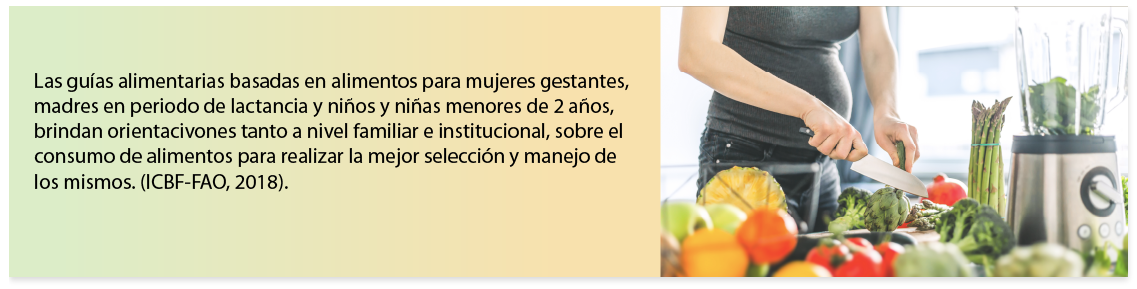 Las guías alimentarias basadas en alimentos para mujeres gestantes,
madres en periodo de lactancia y niños y niñas menores de 2 años,
brindan orientacivones tanto a nivel familiar e institucional, sobre el
consumo de alimentos para realizar la mejor selección y manejo de
los mismos. (ICBF-FAO, 2018).